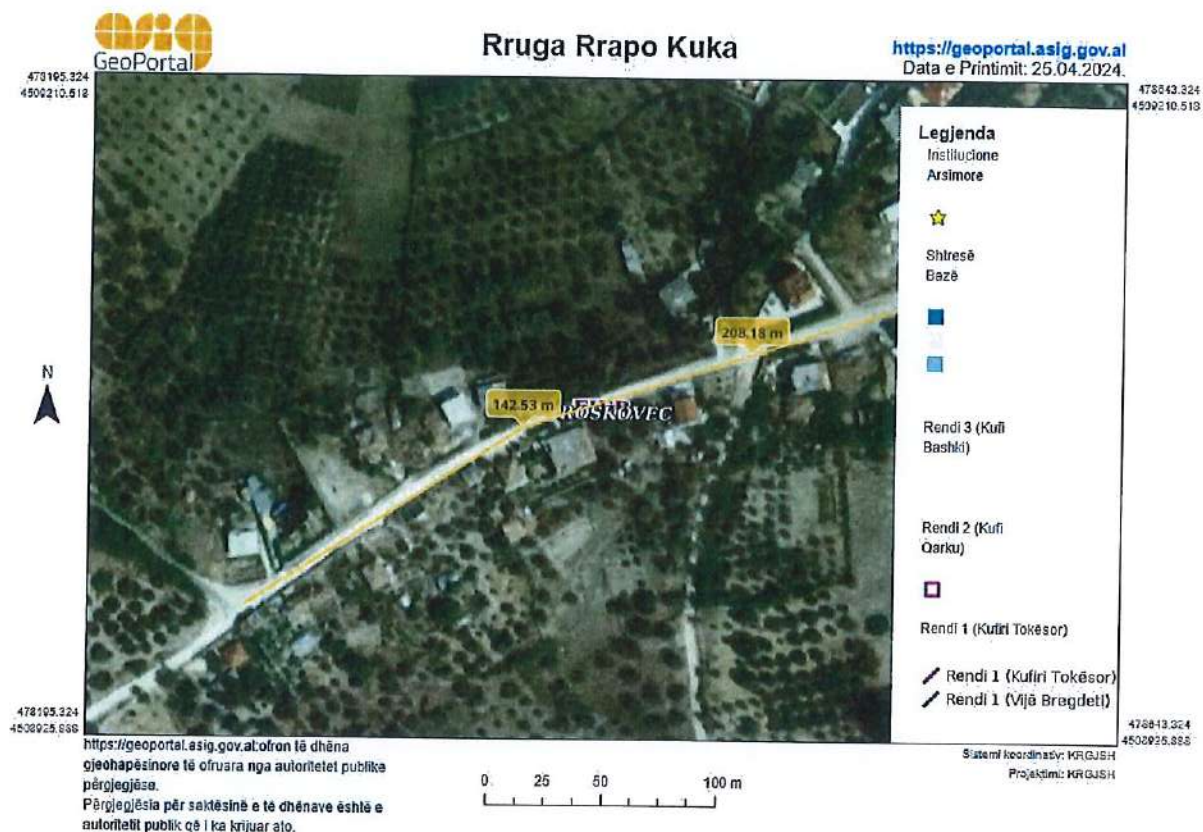 asig
GeoPortal
Rruga Rrapo Kuka
https://geoportal.asig.gov.al
Data e Printimit: 25.04.2024.
478195.324
4509210.518
478643.324
4509210.518
Legjenda
Institucione
Arsimore
Shtresë
Bazë
Rendi 3 (Kufi
Bashki)
Rendi 2 (Kufi
Qarku)
Rendi 1 (Kufiri Tokësor)
Rendi 1 (Kufiri Tokësor)
Rendi 1 (Vijë Bregdeti)
N
208.18 m
142.53 m
ROSKOVEC
478195.324
4508925.888
478643.324
4508925.888
https://geoportal.asig.gov.al:ofron të dhëna
gjeohapësinore të ofruara nga autoritetet publike
përgjegjëse.
Përgjegjësia për saktësinë e të dhënave është e
autoritetit publik që i ka krijuar ato.
0 25 50 100 m
Sistemi koordinativ: KRGJSH
Projektimi: KRGJSH